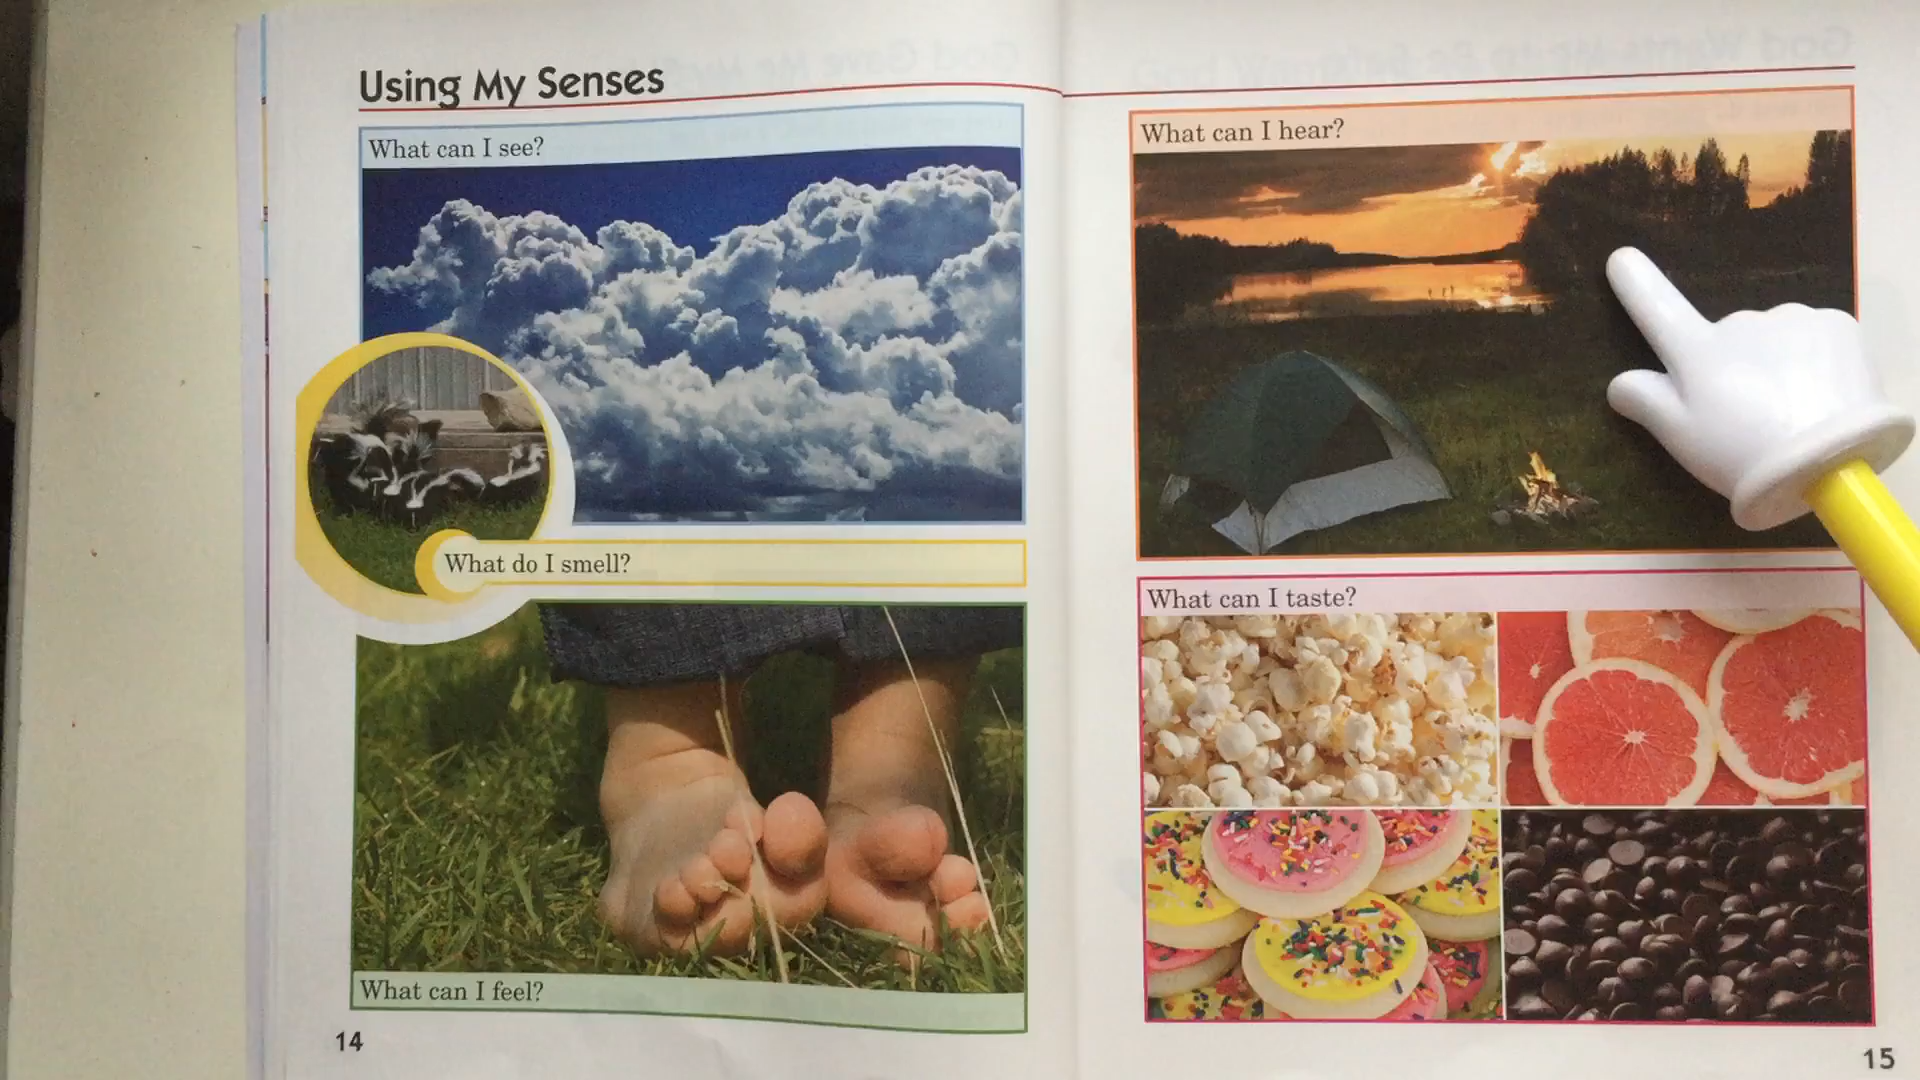 Using My Senses
What can I see?
What do I smell?
What can I feel?
14
What can I hear?
What can I taste?
15